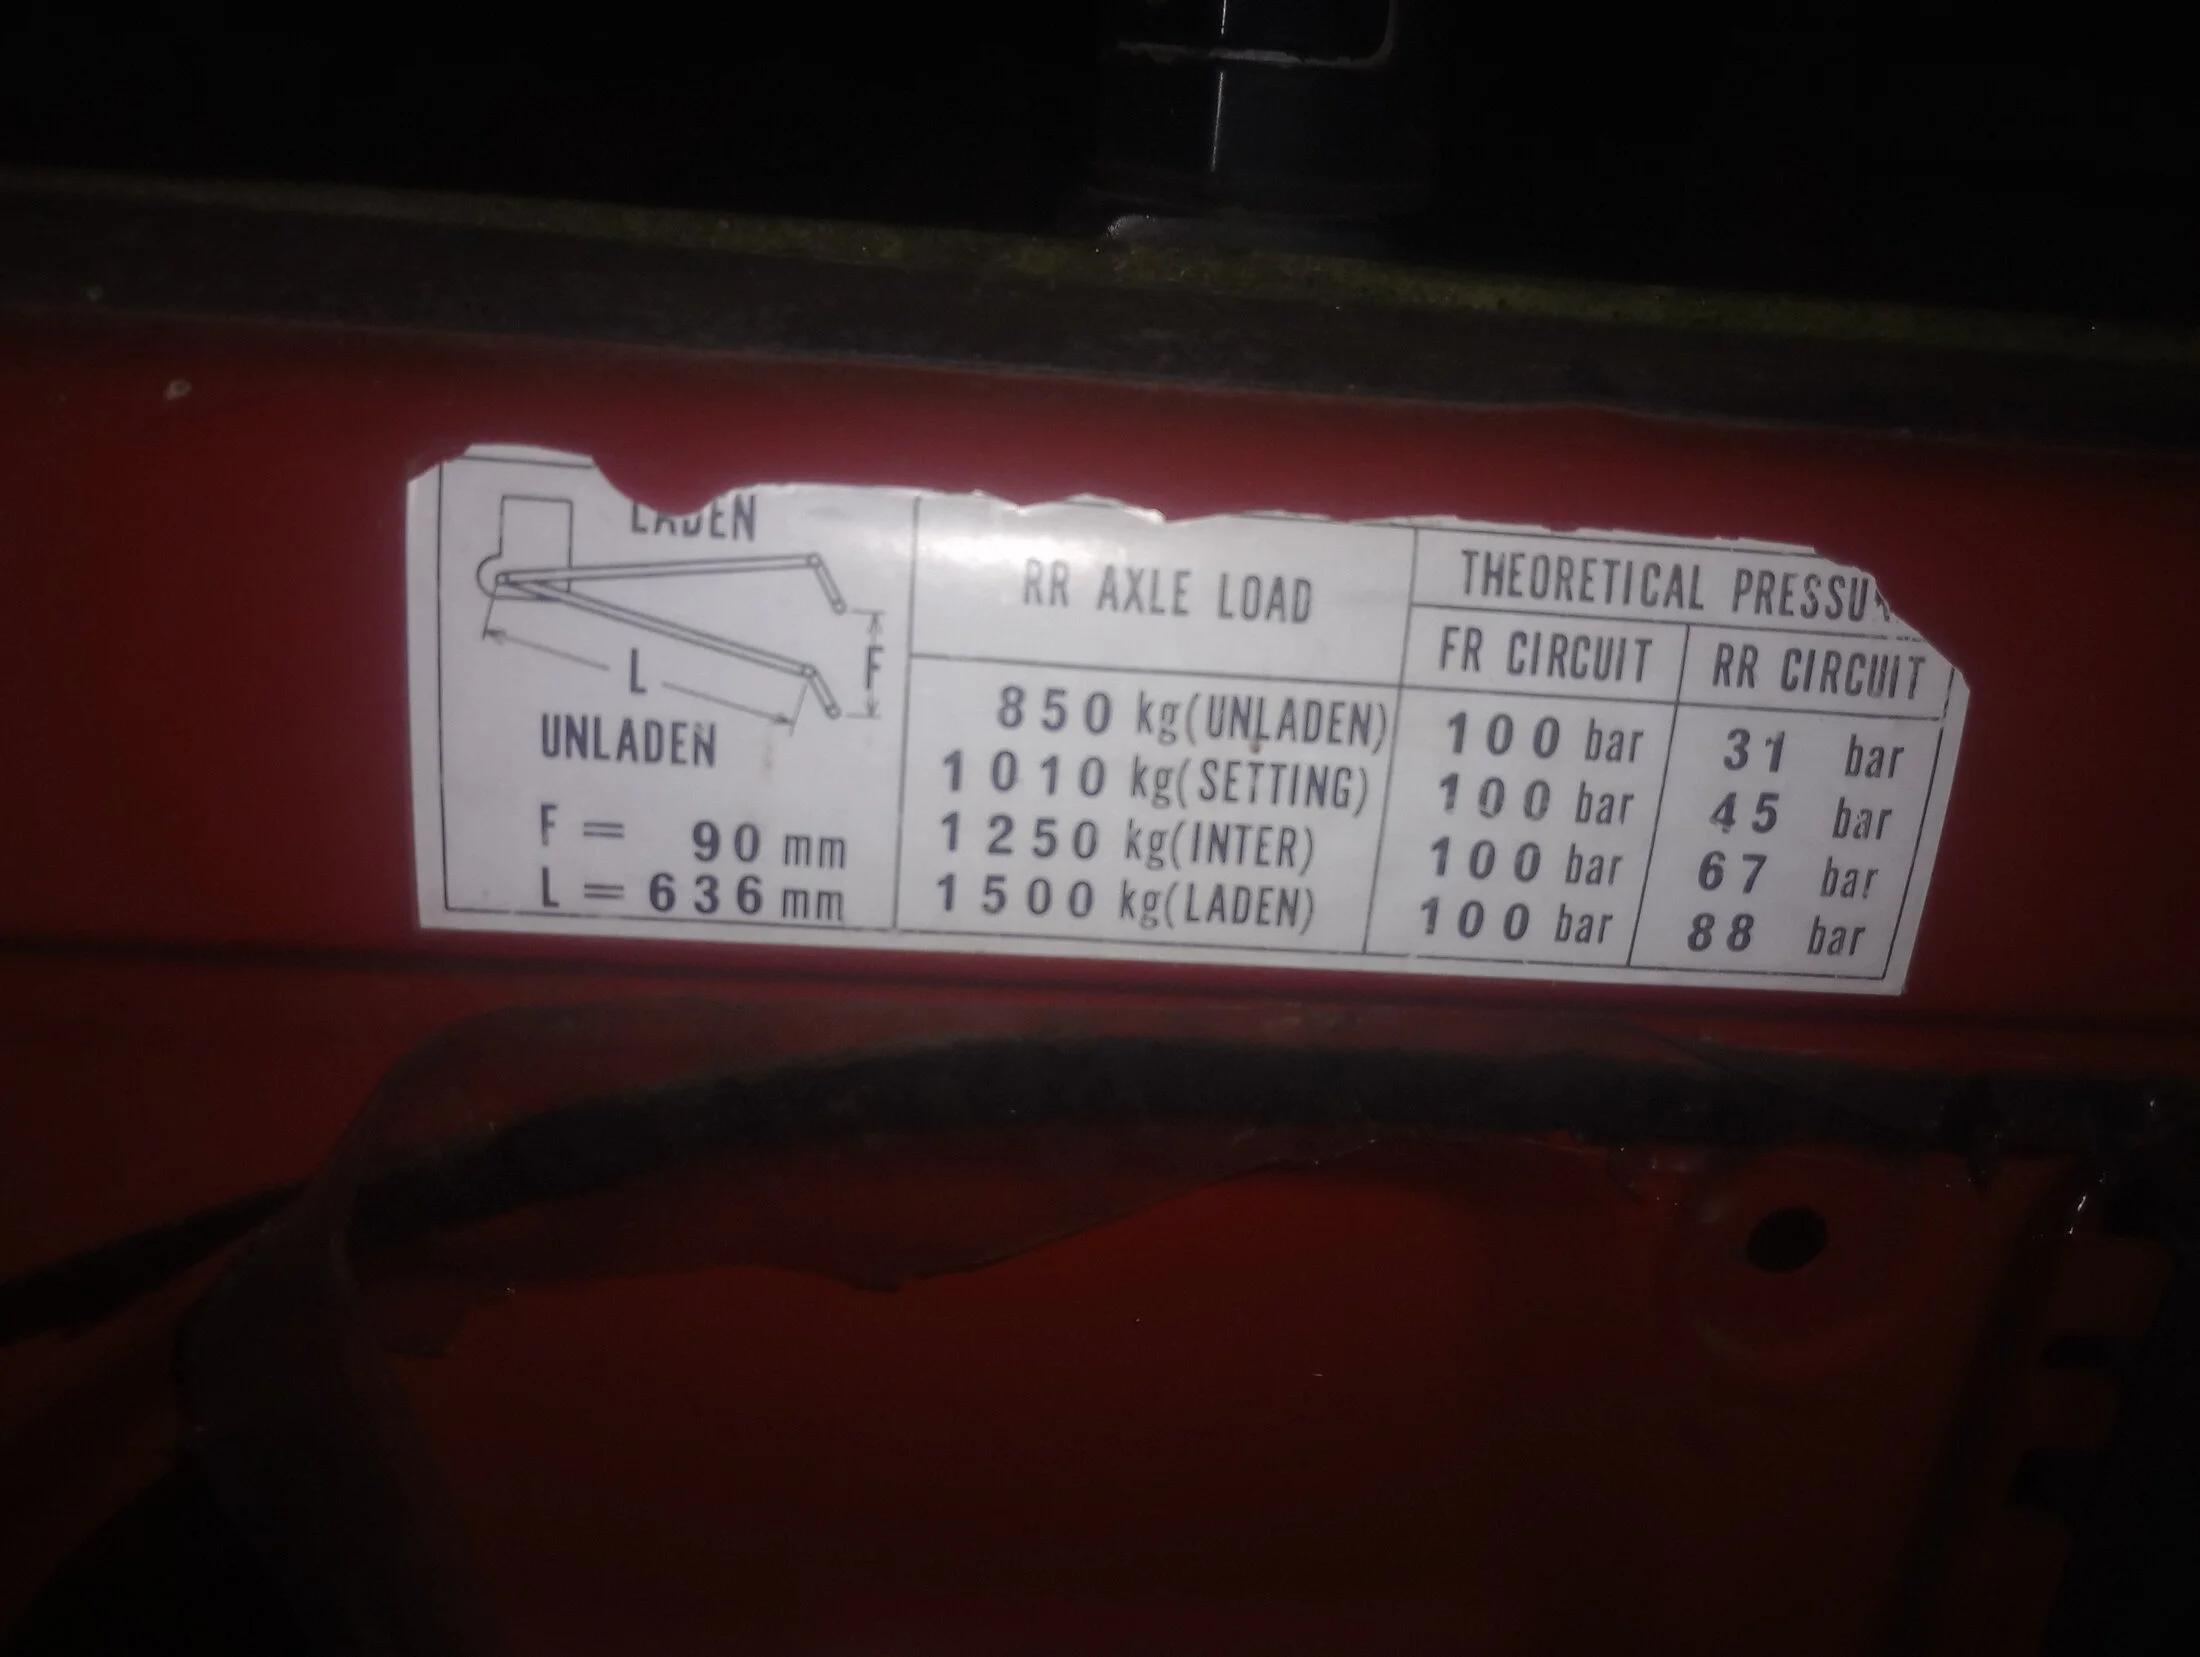 LADEN
F
L
UNLADEN
F = 90 mm
L = 636 mm
RR AXLE LOAD
850 kg(UNLADEN)
1010 kg(SETTING)
1250 kg(INTER)
1500 kg(LADEN)
THEORETICAL PRESSU
FR CIRCUIT RR CIRCUIT
100 bar 31 bar
100 bar 45 bar
100 bar 67 bar
100 bar 88 bar